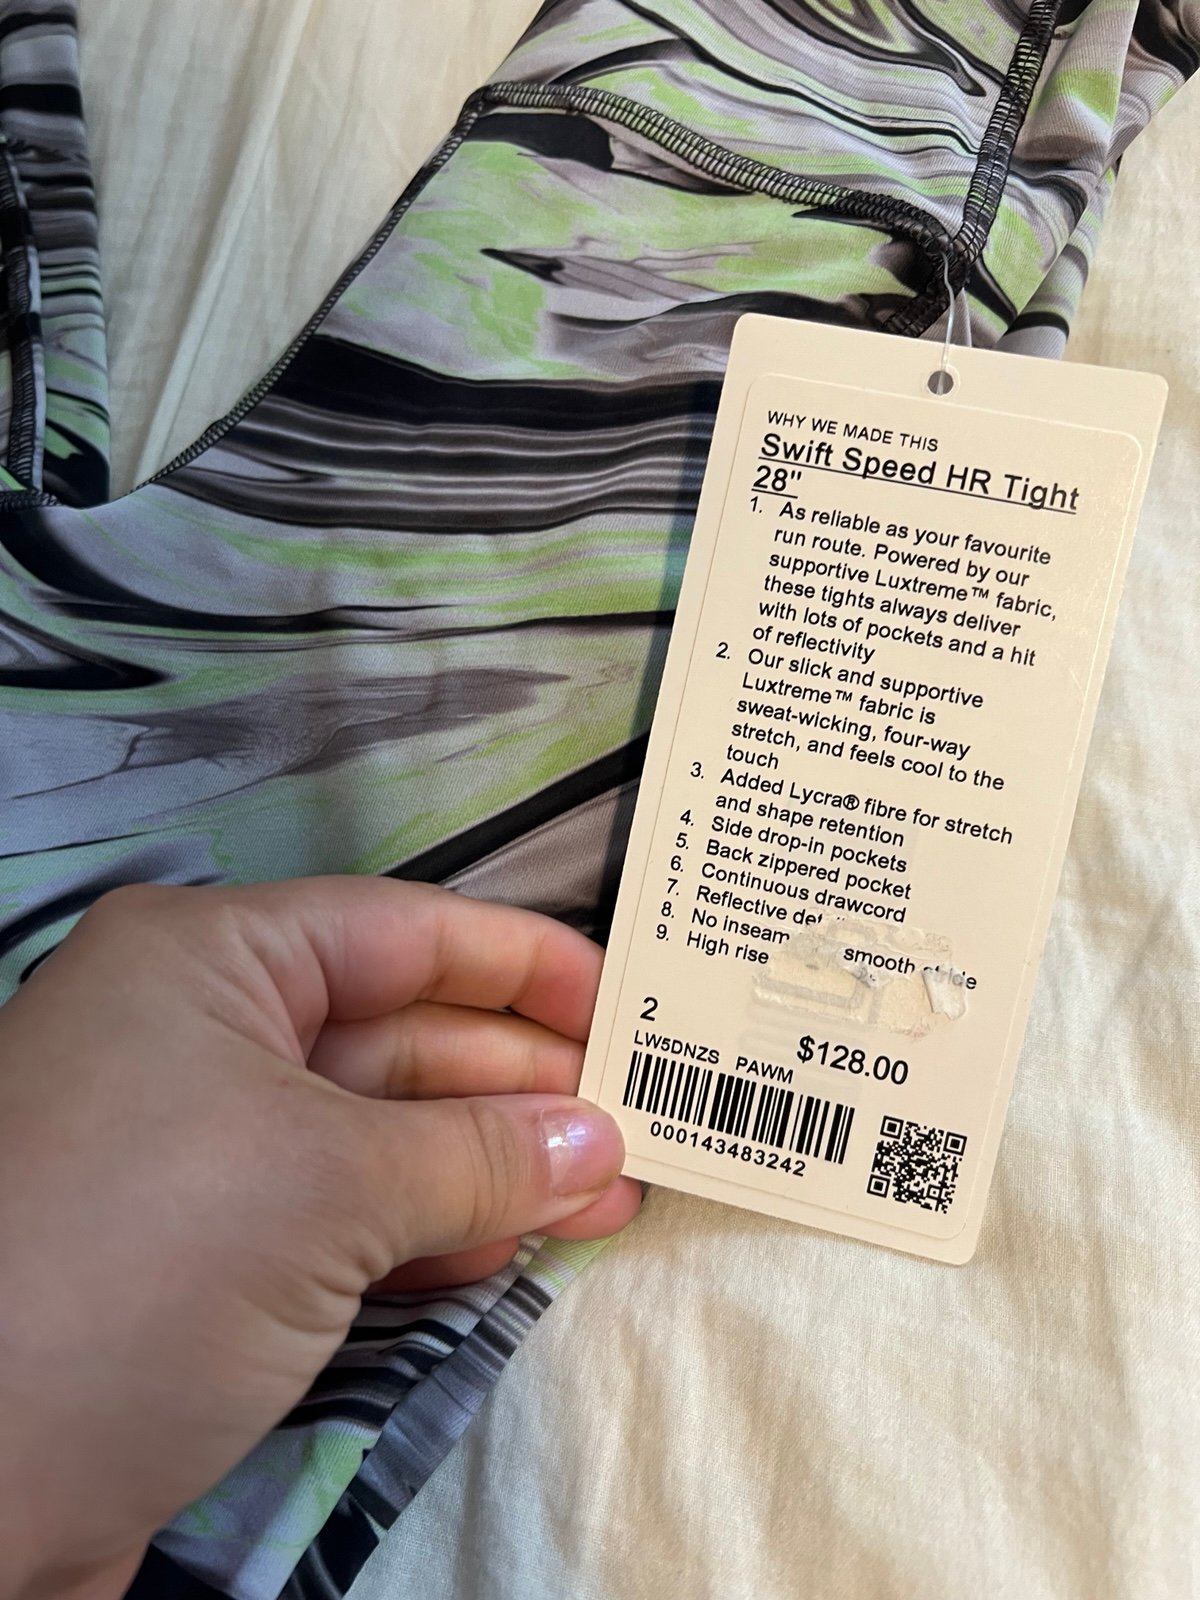 WHY WE MADE THIS
Swift Speed HR Tight
28"
1. As reliable as your favourite
run route. Powered by our
supportive Luxtreme™ fabric,
these tights always deliver
with lots of pockets and a hit
of reflectivity
2. Our slick and supportive
Luxtreme™ fabric is
sweat-wicking, four-way
stretch, and feels cool to the
touch
3. Added Lycra® fibre for stretch
and shape retention
4. Side drop-in pockets
5. Back zippered pocket
6. Continuous drawcord
7. Reflective
8. No inseam smooth
9. High rise
2
$128.00
LW5DNZS PAWM
000143483242